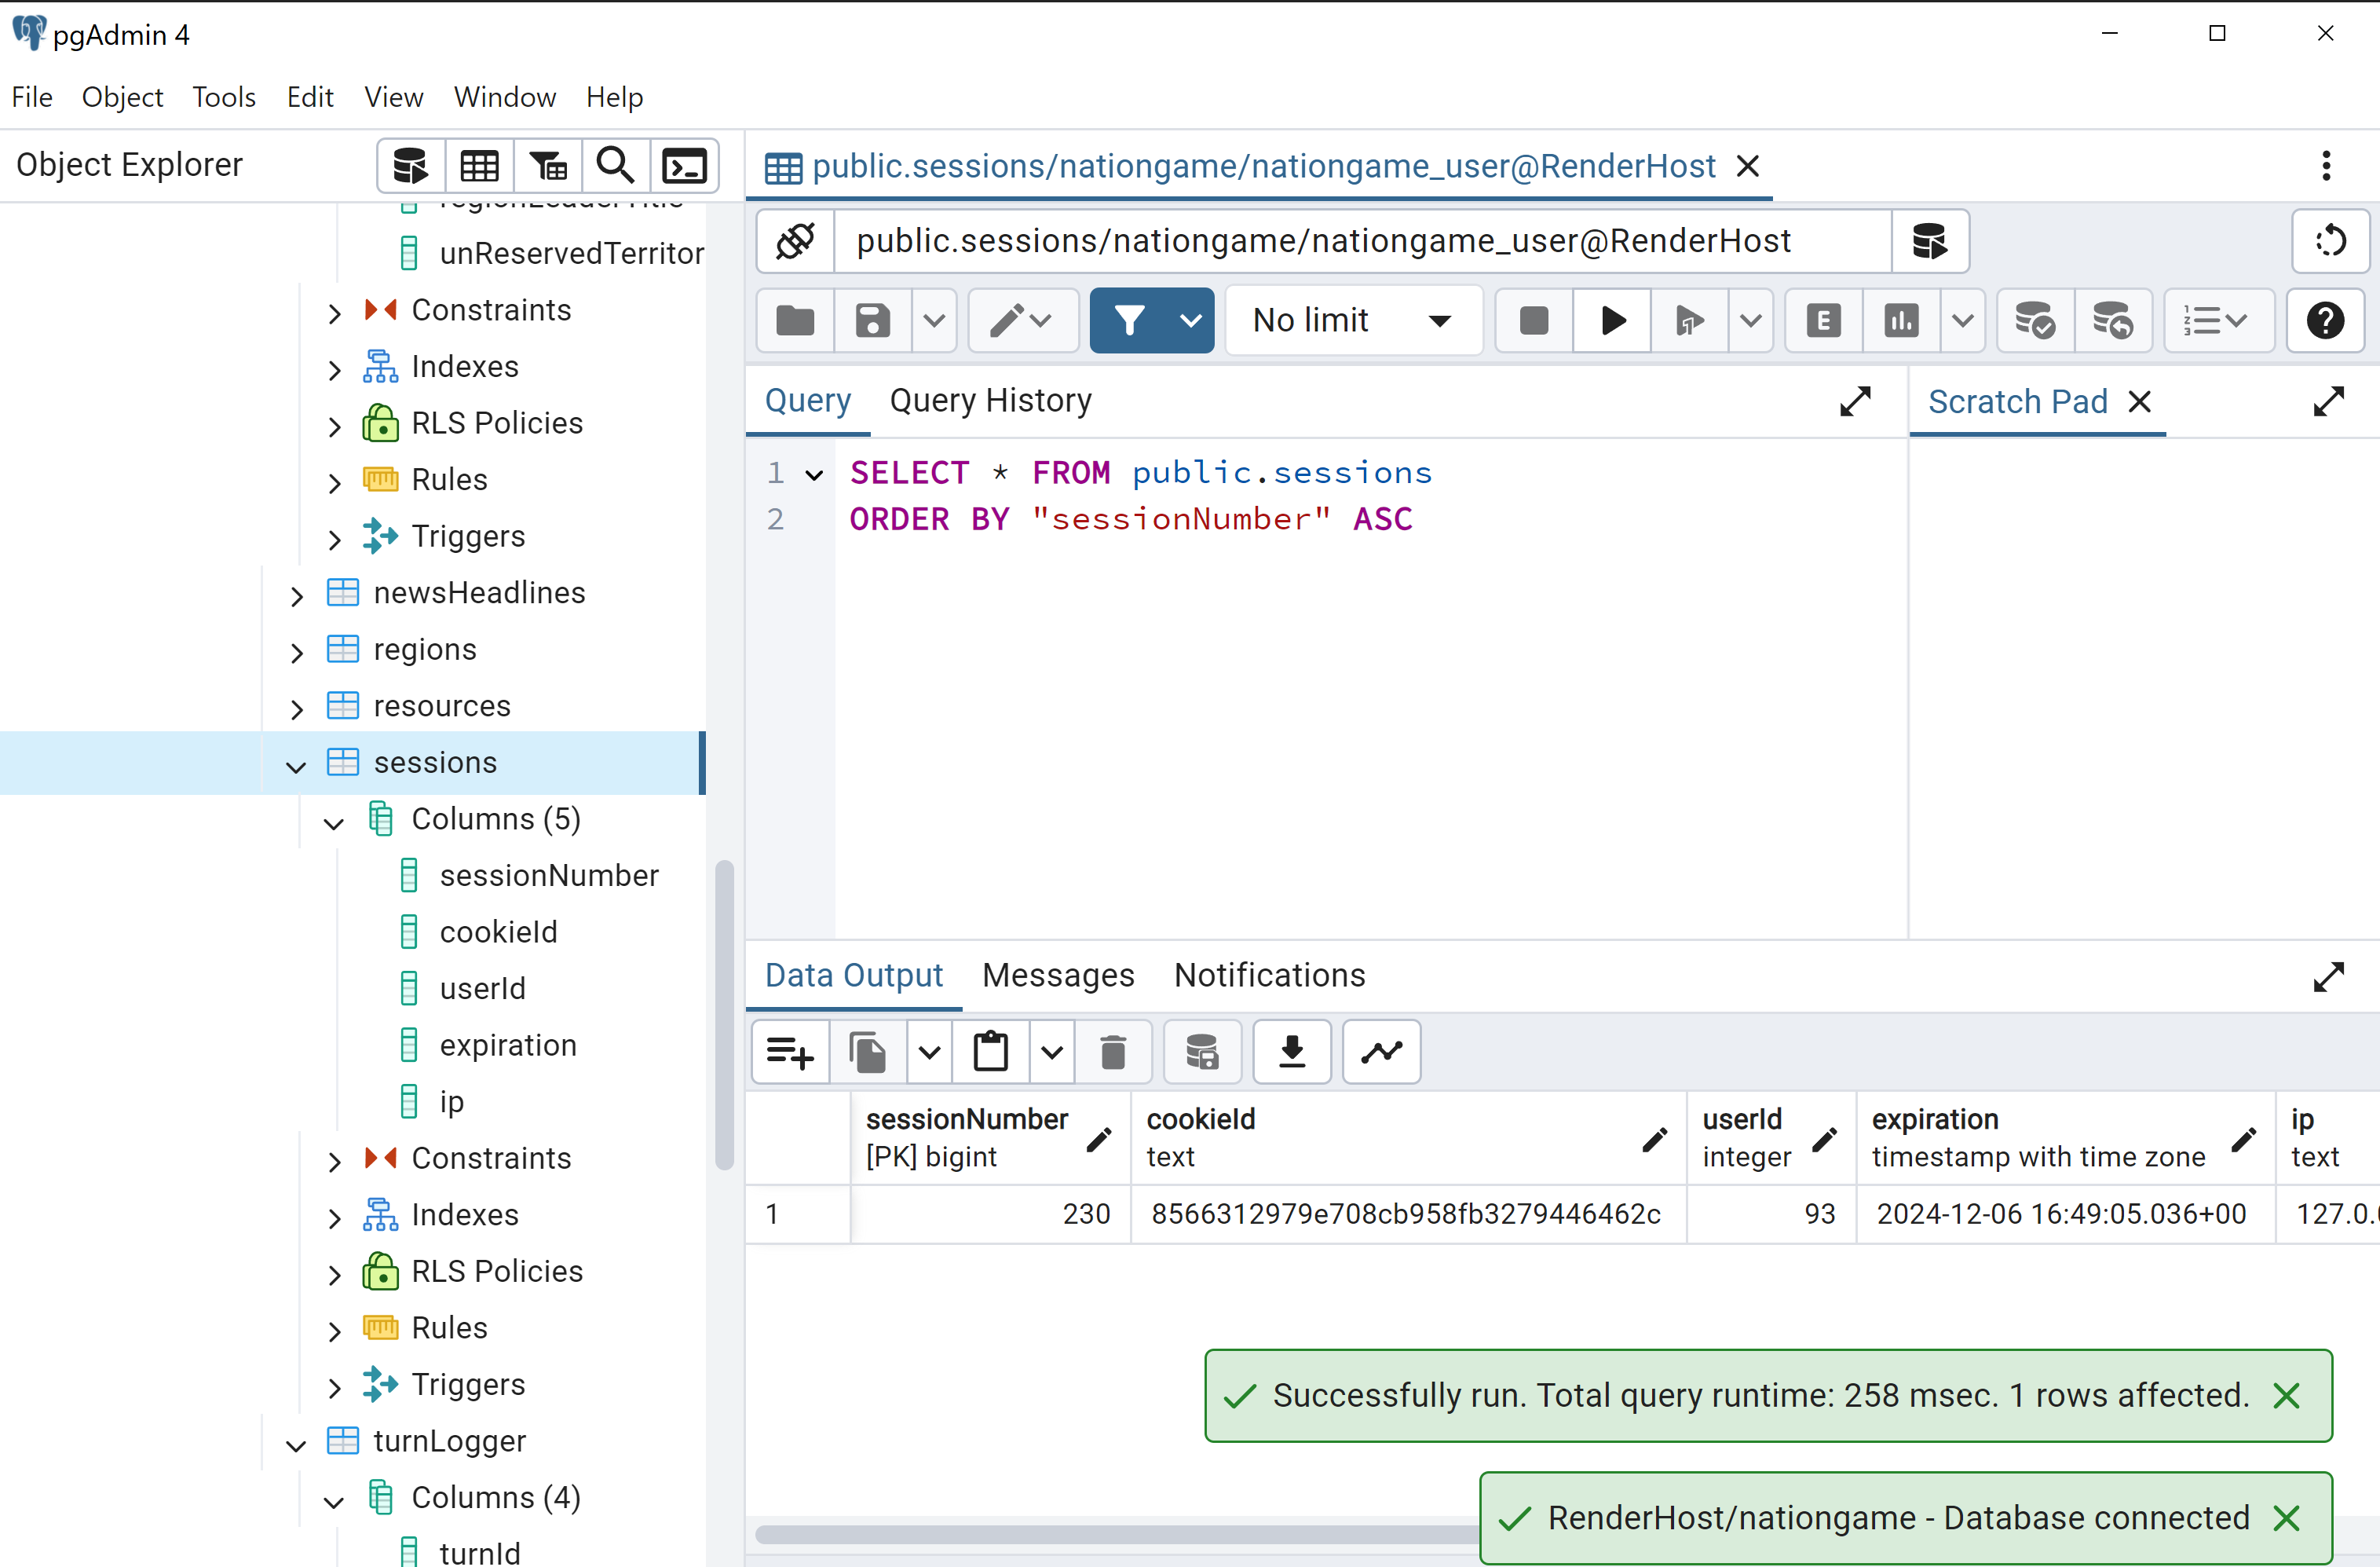 pgAdmin 4
File Object Tools Edit View Window Help
Object Explorer
unReservedTerritor
Constraints
Indexes
RLS Policies
Rules
Triggers
newsHeadlines
regions
resources
sessions
Columns (5)
sessionNumber
cookieId
userId
expiration
ip
Constraints
Indexes
RLS Policies
Rules
Triggers
turnLogger
Columns (4)
turnId
public.sessions/nationgame/nationgame_user@RenderHost
public.sessions/nationgame/nationgame_user@RenderHost
No limit
E
Query Query History
Scratch Pad
1 SELECT * FROM public.sessions
2 ORDER BY "sessionNumber" ASC
Data Output Messages Notifications
sessionNumber cookieId userId expiration ip
[PK] bigint text integer timestamp with time zone text
1 230 8566312979e708cb958fb3279446462c 93 2024-12-06 16:49:05.036+00 127.0.
Successfully run. Total query runtime: 258 msec. 1 rows affected.
RenderHost/nationgame - Database connected